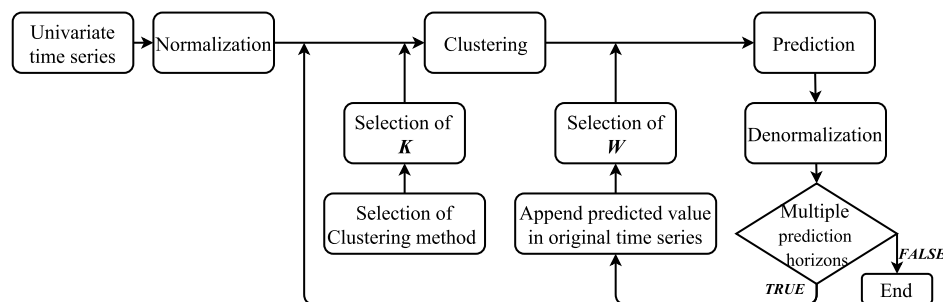 Univariate
time series
Normalization
Clustering
Prediction
Selection of
K
Selection of
W
Denormalization
Selection of
Clustering method
Append predicted value
in original time series
Multiple
prediction
horizons
FALSE
TRUE
End